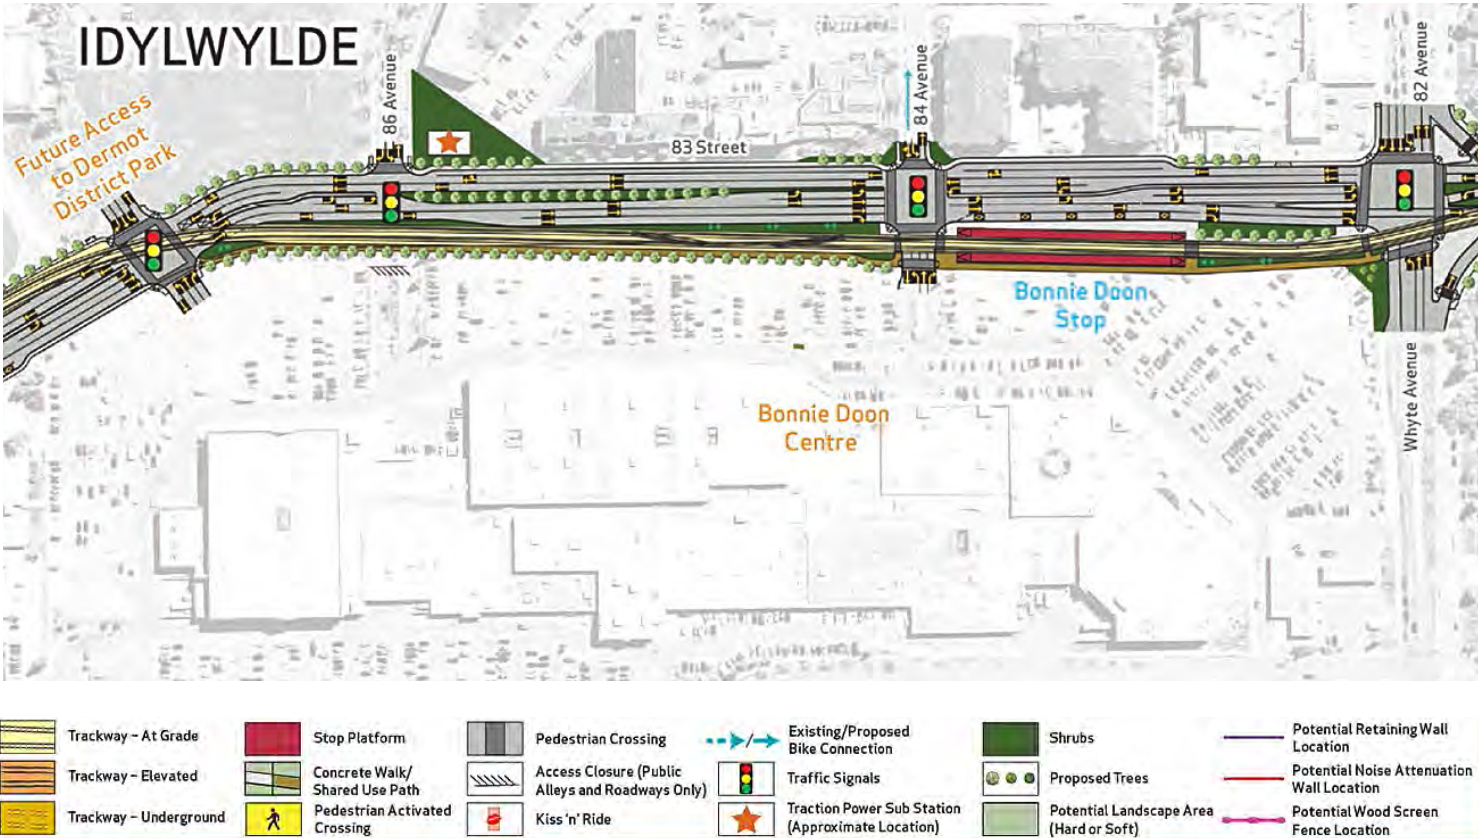 IDYLWYLDE
Future Access
to Dermot
District Park
86 Avenue
83 Street
84 Avenue
82 Avenue
Bonnie Doon
Stop
Bonnie Doon
Centre
Whyte Avenue
Trackway - At Grade
Trackway - Elevated
Trackway - Underground
Stop Platform
Concrete Walk/
Shared Use Path
Pedestrian Activated
Crossing
Pedestrian Crossing
Access Closure (Public
Alleys and Roadways Only)
Kiss 'n' Ride
Existing/Proposed
Bike Connection
Traffic Signals
Traction Power Sub Station
(Approximate Location)
Shrubs
Proposed Trees
Potential Landscape Area
(Hard or Soft)
Potential Retaining Wall
Location
Potential Noise Attenuation
Wall Location
Potential Wood Screen
Fence Location